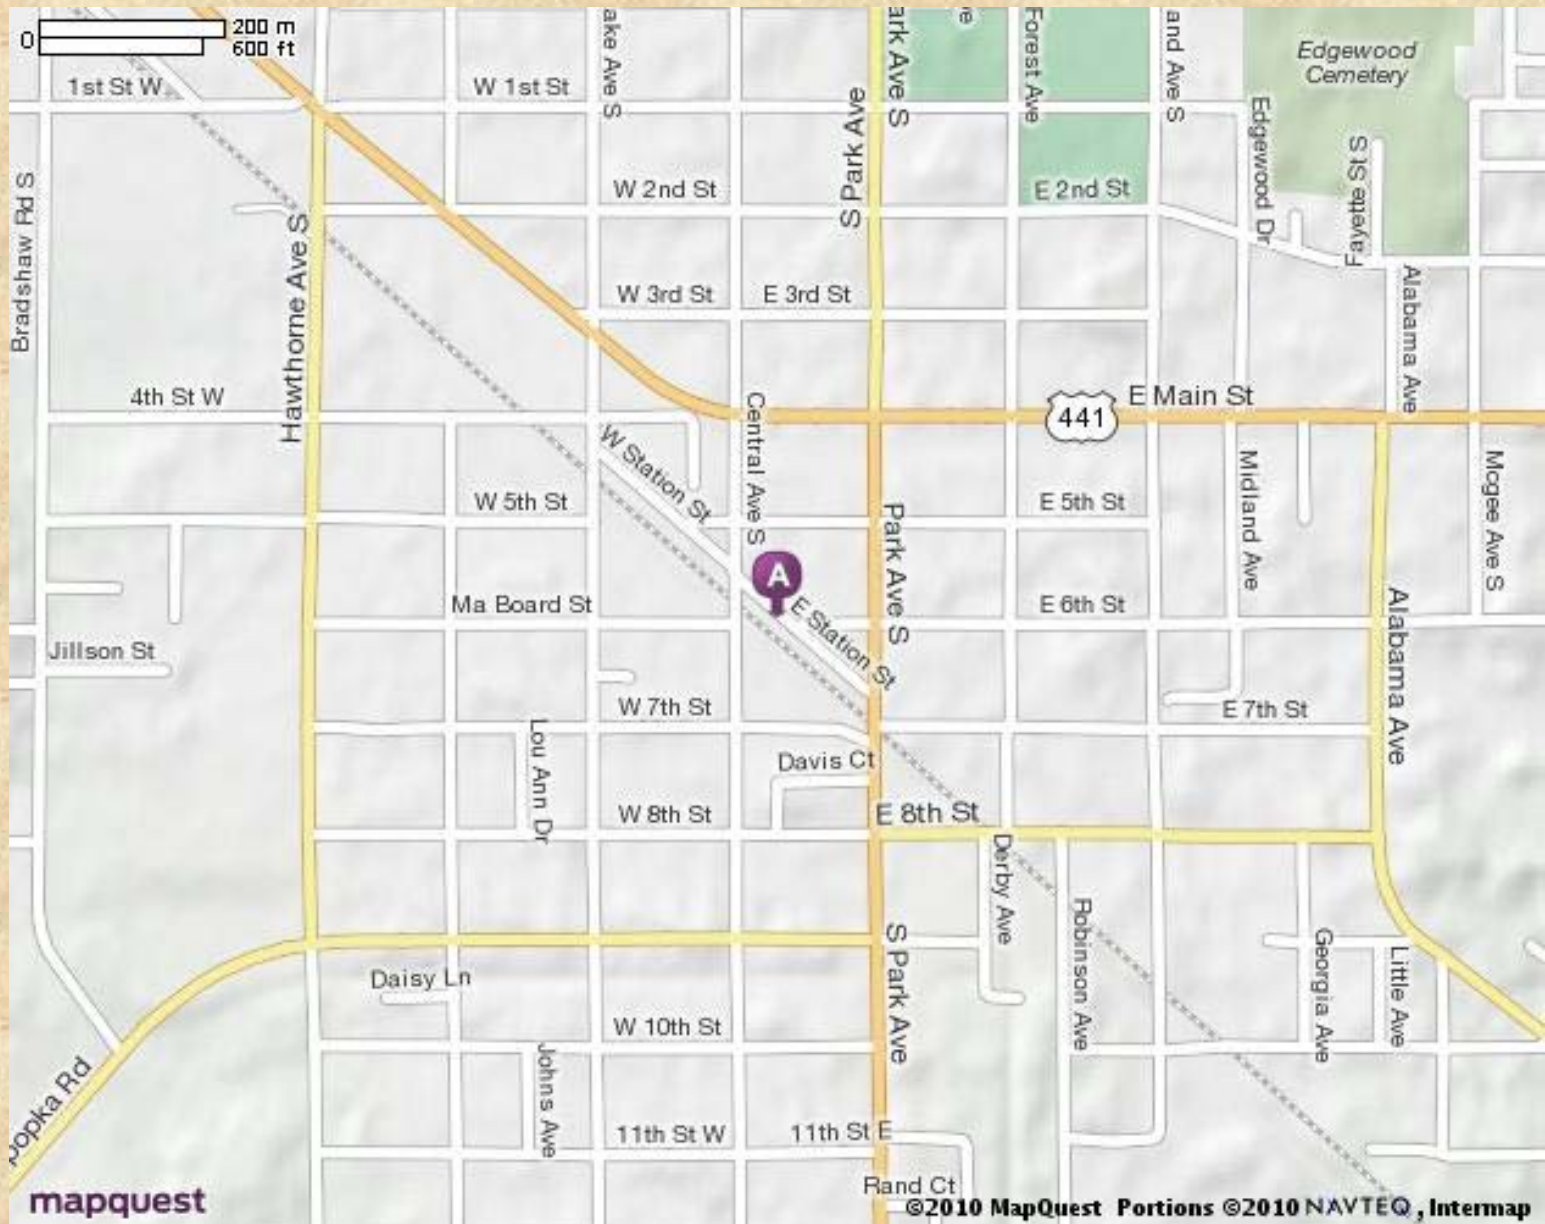 0
200 m
600 ft
1st St W
W 1st St
ake Ave S
S Park Ave
ark Ave S
ve
Forest Ave
and Ave S
Edgewood
Cemetery
Edgewood Dr
Fayette St S
Bradshaw Rd S
W 2nd St
E 2nd St
Hawthorne Ave S
W 3rd St
E 3rd St
Alabama Ave
4th St W
Central Ave S
441
E Main St
W Station St
W 5th St
Park Ave S
E 5th St
Midland Ave
Mcgee Ave S
A
Ma Board St
E Station St
E 6th St
Alabama Ave
Jillson St
W 7th St
E 7th St
Lou Ann Dr
Davis Ct
W 8th St
E 8th St
Derby Ave
Robinson Ave
S Park Ave
Georgia Ave
Little Ave
Daisy Ln
W 10th St
popka Rd
Johns Ave
11th St W
11th St E
Rand Ct
mapquest
©2010 MapQuest Portions ©2010 NAVTEQ, Intermap